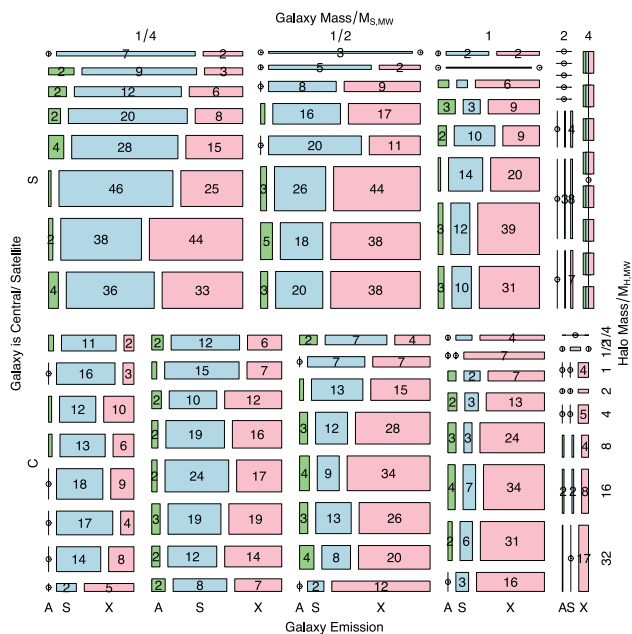 Galaxy Mass/M_S,MW
1/4 1/2 1 2 4
7 2 3 2 2
2 9 3 5 2
2 12 6 8 9 6
2 20 8 16 17 3 3 9
4 28 15 20 11 2 10 9 4
46 25 3 26 44 14 20
2 38 44 5 18 38 3 12 39 3 8
4 36 33 3 20 38 3 10 31 7
S
C
Galaxy is Central/ Satellite
Halo Mass/M_H,MW
11 2 2 12 6 2 7 4 4 1/4
16 3 15 7 7 7 7 1/2
12 10 2 10 12 13 15 2 7 4 1
13 6 2 19 16 3 12 28 2 3 13 2 2
18 9 2 24 17 4 9 34 3 3 24 5 4
17 4 3 19 19 3 13 26 4 7 34 4 8
14 8 2 12 14 4 8 20 2 6 31 2 2 8 16
2 5 2 8 7 2 12 3 16 17 32
A S X A S X A S X A S X A S X
Galaxy Emission